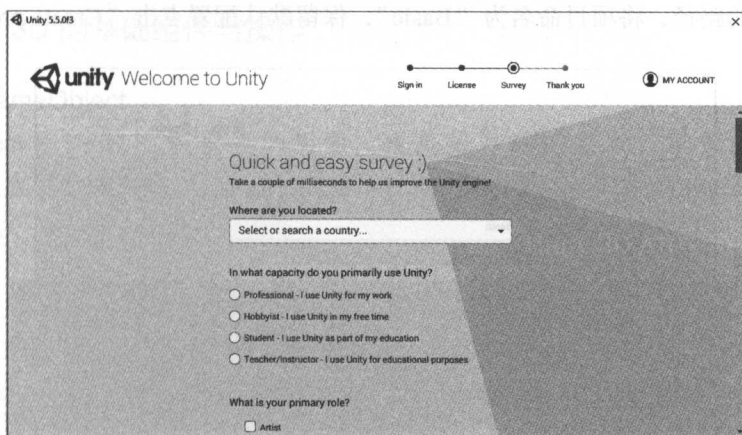 Unity 5.5.0f3
unity Welcome to Unity
Sign in
License
Survey
Thank you
MY ACCOUNT
Quick and easy survey ;)
Take a couple of milliseconds to help us improve the Unity engine!
Where are you located?
Select or search a country...
In what capacity do you primarily use Unity?
Professional - I use Unity for my work
Hobbyist - I use Unity in my free time
Student - I use Unity as part of my education
Teacher/Instructor - I use Unity for educational purposes
What is your primary role?
Artist